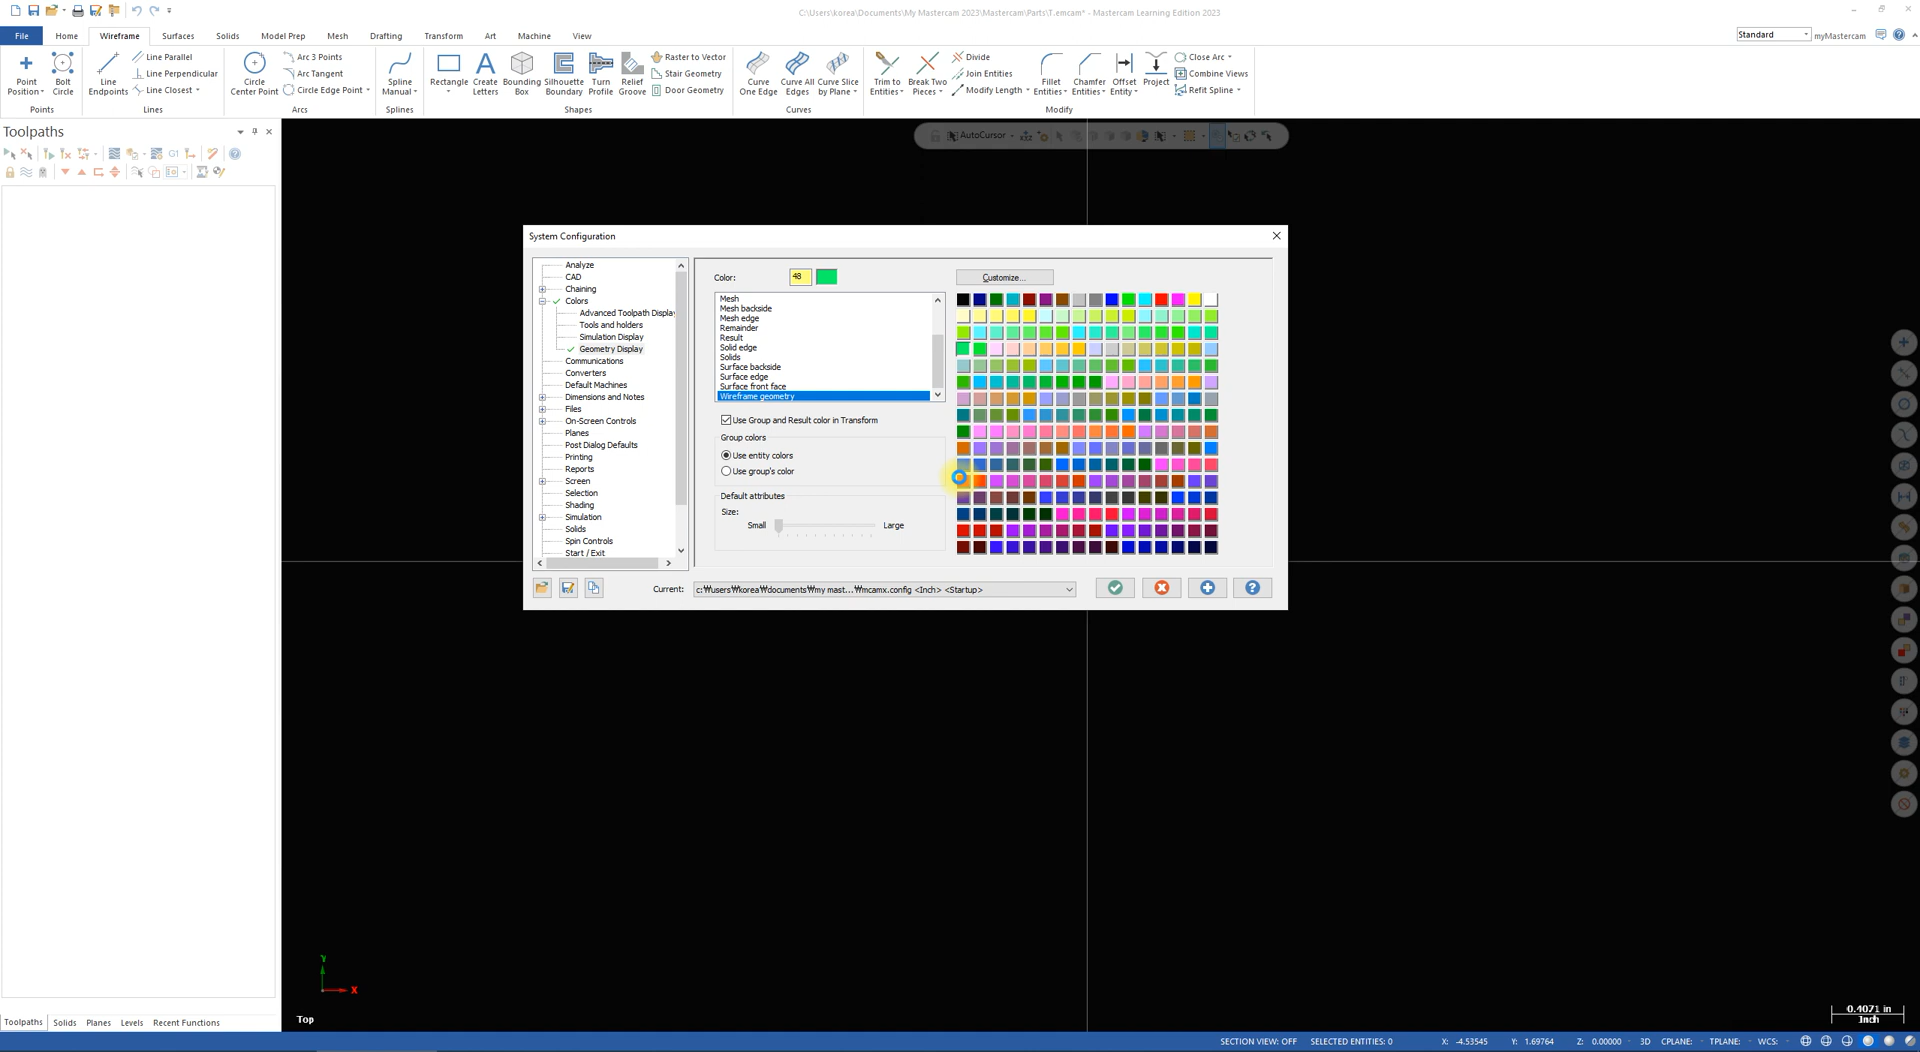 C:\Users\korea\Documents\My Mastercam 2023\Mastercam\Parts\T.emcam* - Mastercam Learning Edition 2023
File Home Wireframe Surfaces Solids Model Prep Mesh Drafting Transform Art Machine View
Standard myMastercam
Point Position
Bolt Circle
Points
Line Endpoints
Line Parallel
Line Perpendicular
Line Closest
Lines
Circle Center Point
Arc 3 Points
Arc Tangent
Circle Edge Point
Arcs
Spline Manual
Splines
Rectangle
Create Letters
Bounding Box
Silhouette Boundary
Turn Profile
Relief Groove
Raster to Vector
Stair Geometry
Door Geometry
Shapes
Curve One Edge
Curve All Edges
Curve Slice by Plane
Curves
Trim to Entities
Break Two Pieces
Divide
Join Entities
Modify Length
Fillet Entities
Chamfer Entities
Offset Entity
Project
Close Arc
Combine Views
Refit Spline
Modify
Toolpaths
G1
AutoCursor
System Configuration
Analyze
CAD
Chaining
Colors
Advanced Toolpath Display
Tools and holders
Simulation Display
Geometry Display
Communications
Converters
Default Machines
Dimensions and Notes
Files
On-Screen Controls
Planes
Post Dialog Defaults
Printing
Reports
Screen
Selection
Shading
Simulation
Solids
Spin Controls
Start / Exit
Color: 48
Customize...
Mesh
Mesh backside
Mesh edge
Remainder
Result
Solid edge
Solids
Surface backside
Surface edge
Surface front face
Wireframe geometry
Use Group and Result color in Transform
Group colors
Use entity colors
Use group's color
Default attributes
Size:
Small Large
Current: c:₩users₩korea₩documents₩my mast...₩mcamx.config <Inch> <Startup>
Y
X
Top
0.4071 in
Inch
Toolpaths Solids Planes Levels Recent Functions
SECTION VIEW: OFF SELECTED ENTITIES: 0 X: -4.53545 Y: 1.69764 Z: 0.00000 3D CPLANE: TPLANE: WCS: